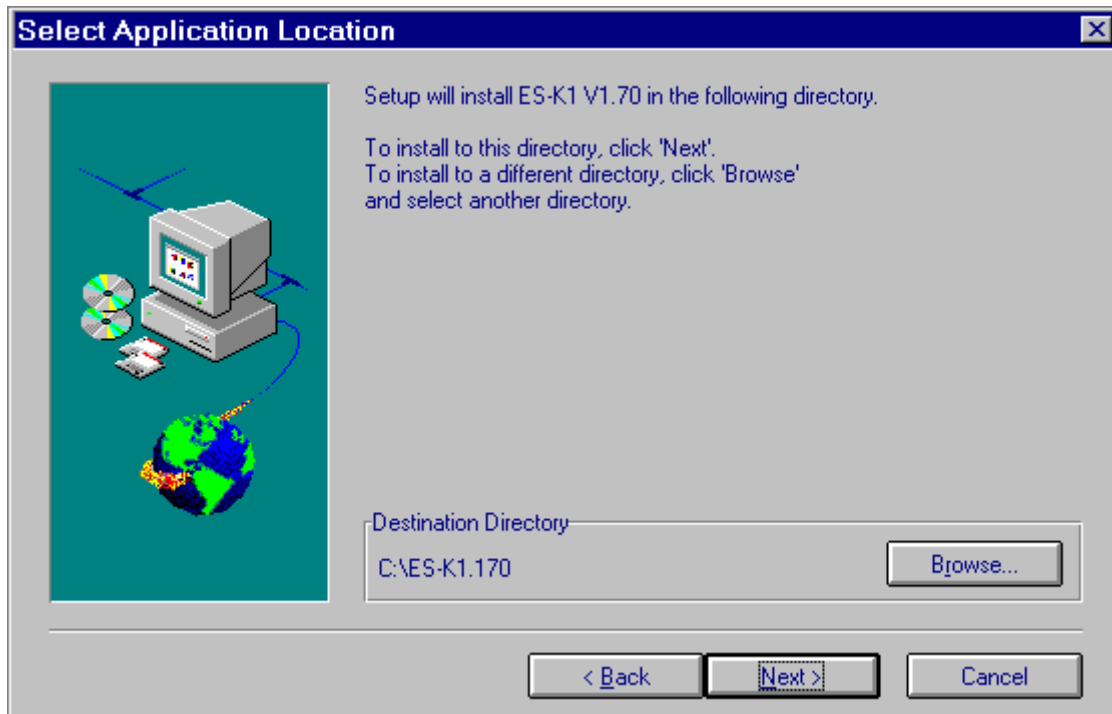 Select Application Location
Setup will install ES-K1 V1.70 in the following directory.
To install to this directory, click 'Next'.
To install to a different directory, click 'Browse'
and select another directory.
Destination Directory
C:\ES-K1.170
Browse...
< Back
Next >
Cancel